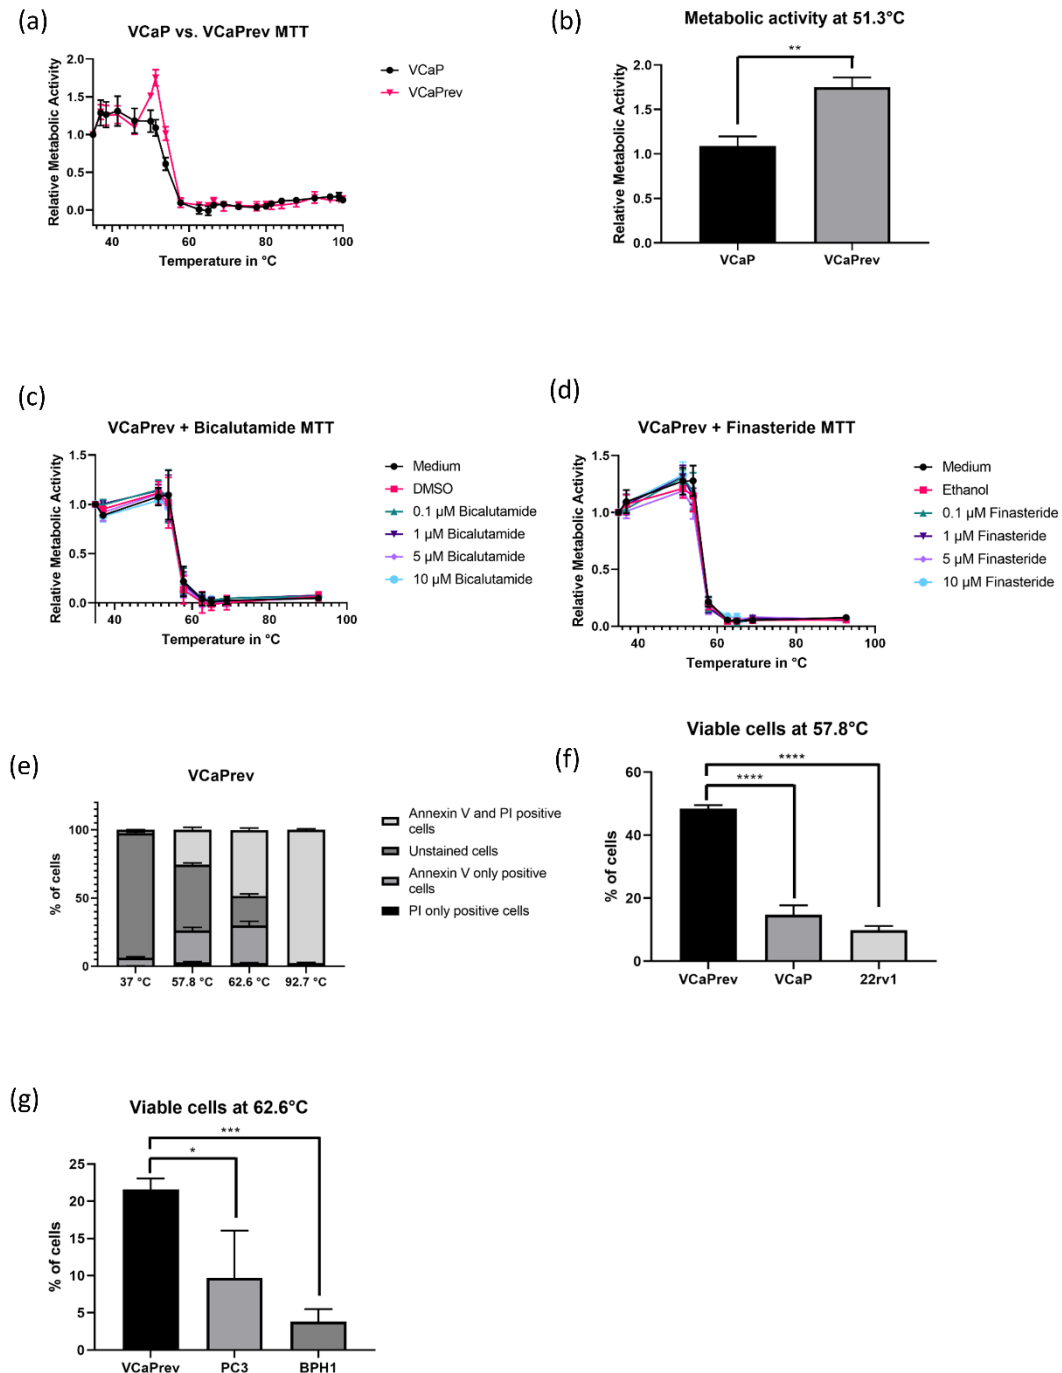 (a)
VCaP vs. VCaPrev MTT
Relative Metabolic Activity
2.0
1.5
1.0
0.5
0.0
40
60
80
100
Temperature in °C
VCaP
VCaPrev
(b)
Metabolic activity at 51.3°C
**
Relative Metabolic Activity
2.0
1.5
1.0
0.5
0.0
VCaP
VCaPrev
(c)
VCaPrev + Bicalutamide MTT
Relative Metabolic Activity
1.5
1.0
0.5
0.0
40
60
80
100
Temperature in °C
Medium
DMSO
0.1 µM Bicalutamide
1 µM Bicalutamide
5 µM Bicalutamide
10 µM Bicalutamide
(d)
VCaPrev + Finasteride MTT
Relative Metabolic Activity
1.5
1.0
0.5
0.0
40
60
80
100
Temperature in °C
Medium
Ethanol
0.1 µM Finasteride
1 µM Finasteride
5 µM Finasteride
10 µM Finasteride
(e)
VCaPrev
% of cells
100
50
0
37 °C
57.8 °C
62.6 °C
92.7 °C
Annexin V and PI positive
cells
Unstained cells
Annexin V only positive
cells
PI only positive cells
(f)
Viable cells at 57.8°C
****
****
% of cells
60
40
20
0
VCaPrev
VCaP
22rv1
(g)
Viable cells at 62.6°C
***
*
% of cells
25
20
15
10
5
0
VCaPrev
PC3
BPH1